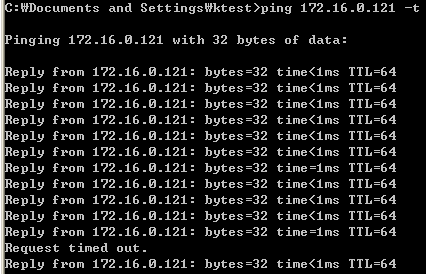 C:₩Documents and Settings₩ktest>ping 172.16.0.121 -t
Pinging 172.16.0.121 with 32 bytes of data:
Reply from 172.16.0.121: bytes=32 time<1ms TTL=64
Reply from 172.16.0.121: bytes=32 time<1ms TTL=64
Reply from 172.16.0.121: bytes=32 time<1ms TTL=64
Reply from 172.16.0.121: bytes=32 time<1ms TTL=64
Reply from 172.16.0.121: bytes=32 time<1ms TTL=64
Reply from 172.16.0.121: bytes=32 time<1ms TTL=64
Reply from 172.16.0.121: bytes=32 time=1ms TTL=64
Reply from 172.16.0.121: bytes=32 time<1ms TTL=64
Reply from 172.16.0.121: bytes=32 time<1ms TTL=64
Reply from 172.16.0.121: bytes=32 time<1ms TTL=64
Reply from 172.16.0.121: bytes=32 time=1ms TTL=64
Request timed out.
Reply from 172.16.0.121: bytes=32 time<1ms TTL=64